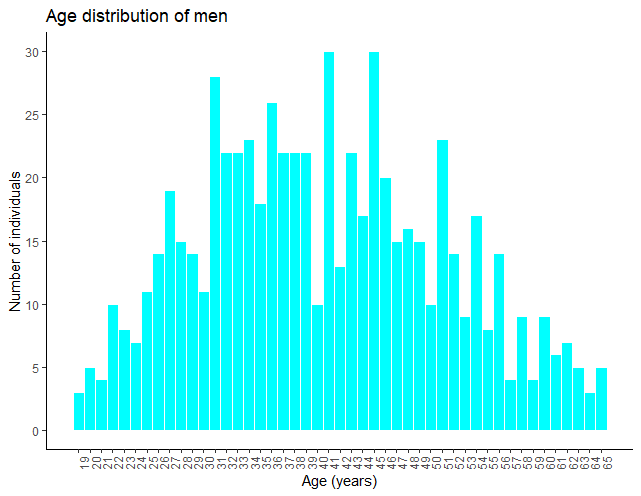 Age distribution of men
30
25
20
15
10
5
0
Number of individuals
19 20 21 22 23 24 25 26 27 28 29 30 31 32 33 34 35 36 37 38 39 40 41 42 43 44 45 46 47 48 49 50 51 52 53 54 55 56 57 58 59 60 61 62 63 64 65
Age (years)